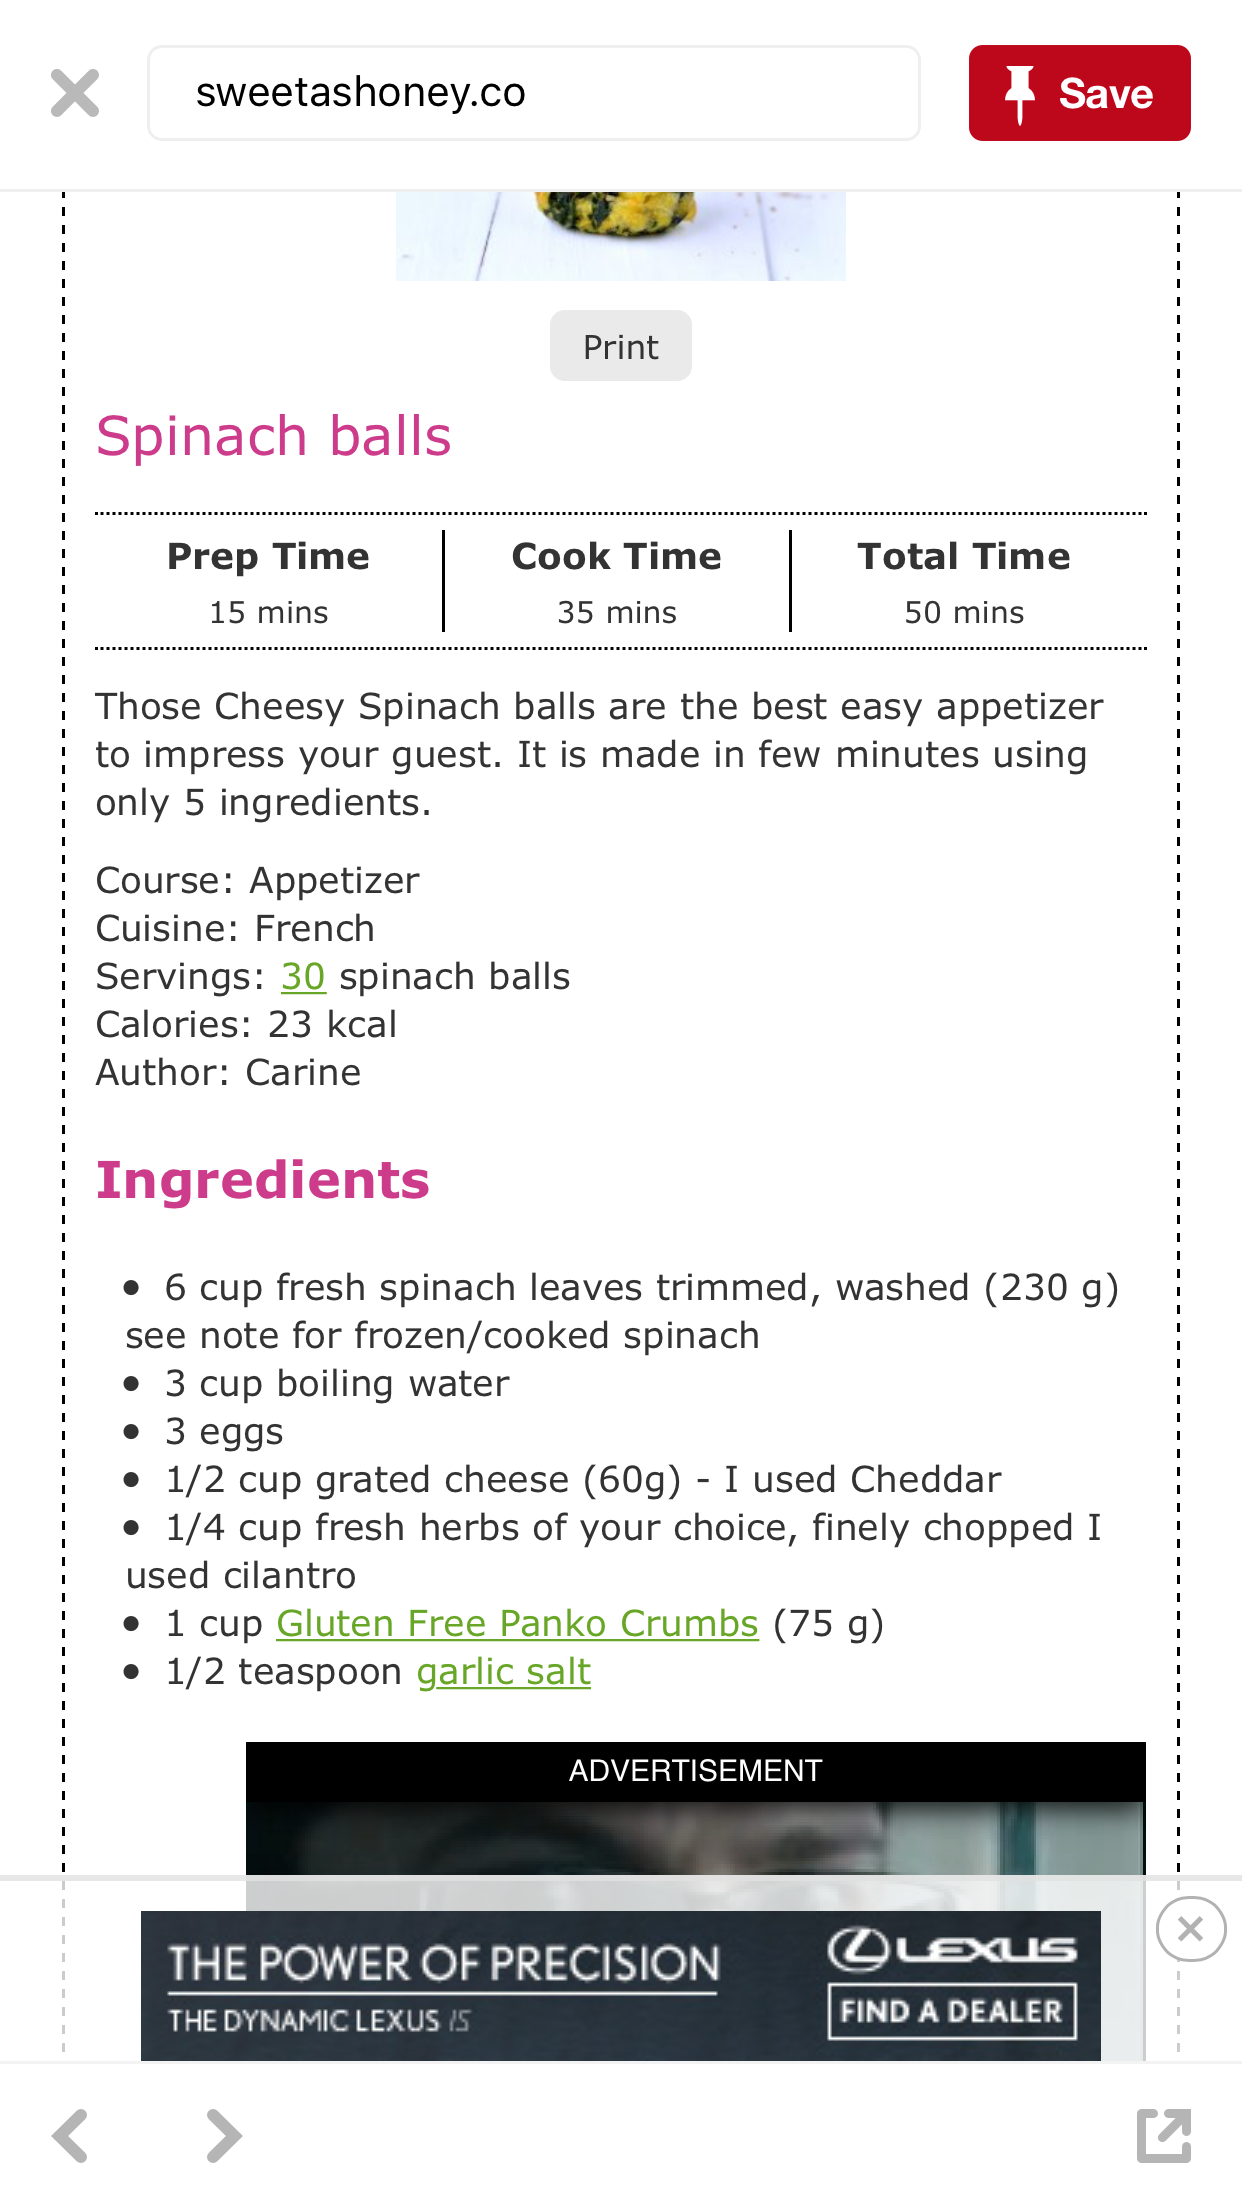 sweetashoney.co
Save
Print
Spinach balls
Prep Time
Cook Time
Total Time
15 mins
35 mins
50 mins
Those Cheesy Spinach balls are the best easy appetizer
to impress your guest. It is made in few minutes using
only 5 ingredients.
Course: Appetizer
Cuisine: French
Servings: 30 spinach balls
Calories: 23 kcal
Author: Carine
Ingredients
• 6 cup fresh spinach leaves trimmed, washed (230 g)
see note for frozen/cooked spinach
• 3 cup boiling water
• 3 eggs
• 1/2 cup grated cheese (60g) - I used Cheddar
• 1/4 cup fresh herbs of your choice, finely chopped I
used cilantro
• 1 cup Gluten Free Panko Crumbs (75 g)
• 1/2 teaspoon garlic salt
ADVERTISEMENT
THE POWER OF PRECISION
THE DYNAMIC LEXUS IS
LEXUS
FIND A DEALER